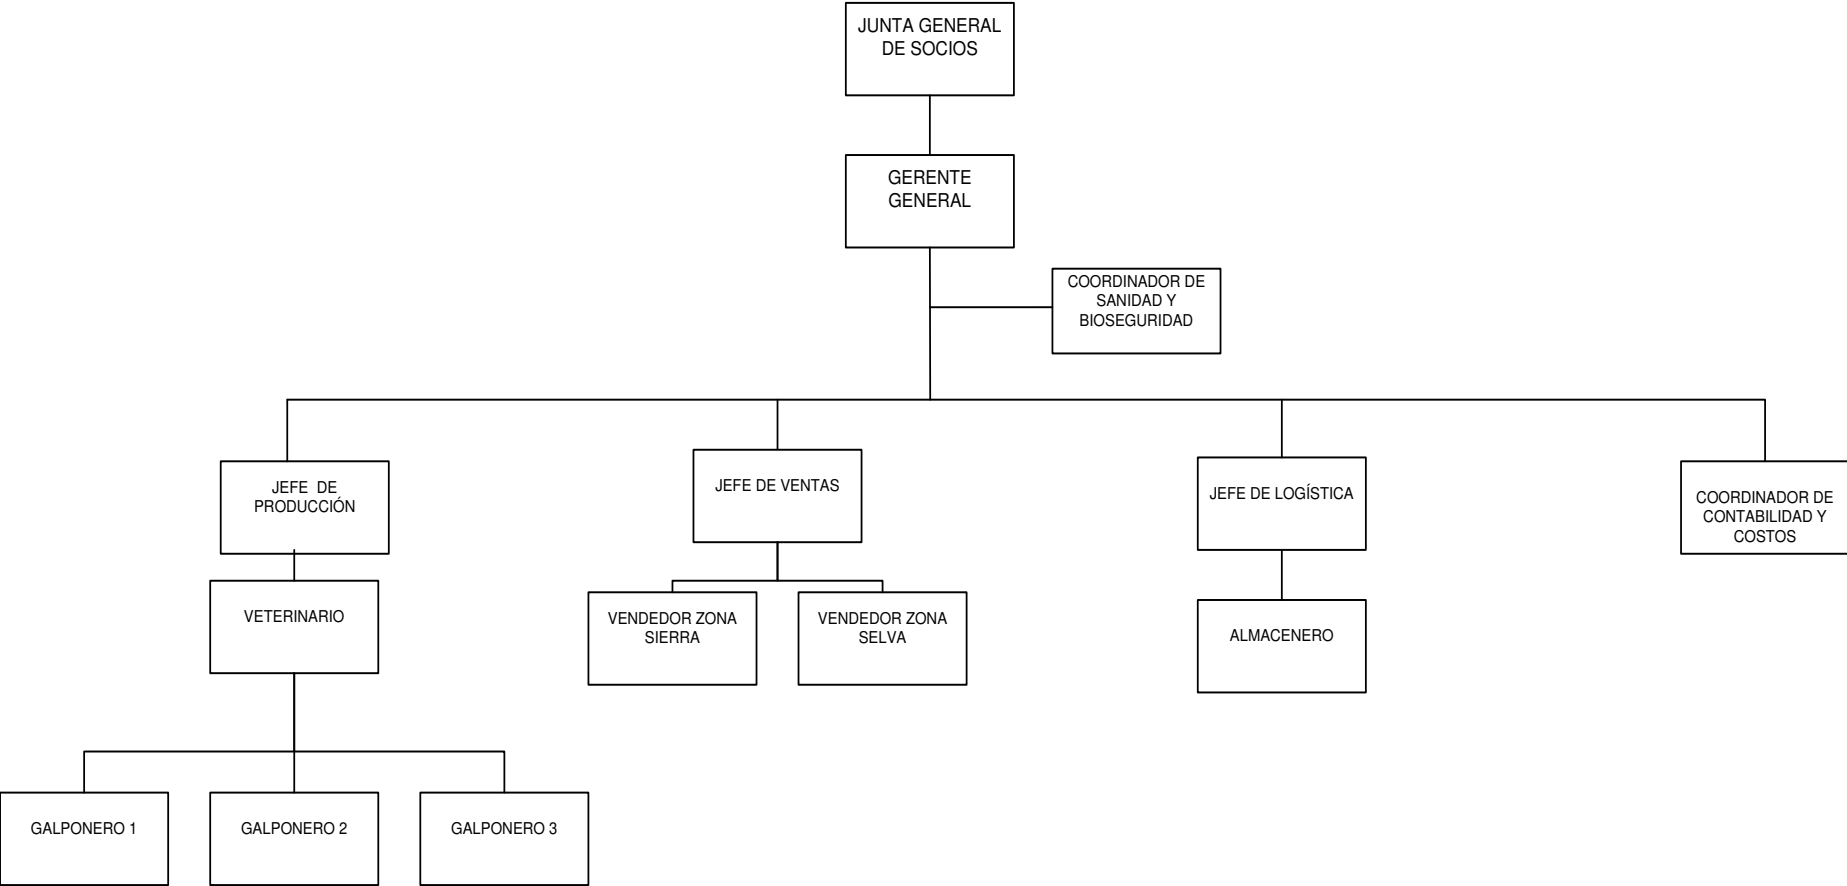 JUNTA GENERAL
DE SOCIOS
GERENTE
GENERAL
COORDINADOR DE
SANIDAD Y
BIOSEGURIDAD
JEFE DE
PRODUCCIÓN
JEFE DE VENTAS
JEFE DE LOGÍSTICA
COORDINADOR DE
CONTABILIDAD Y
COSTOS
VETERINARIO
VENDEDOR ZONA
SIERRA
VENDEDOR ZONA
SELVA
ALMACENERO
GALPONERO 1
GALPONERO 2
GALPONERO 3